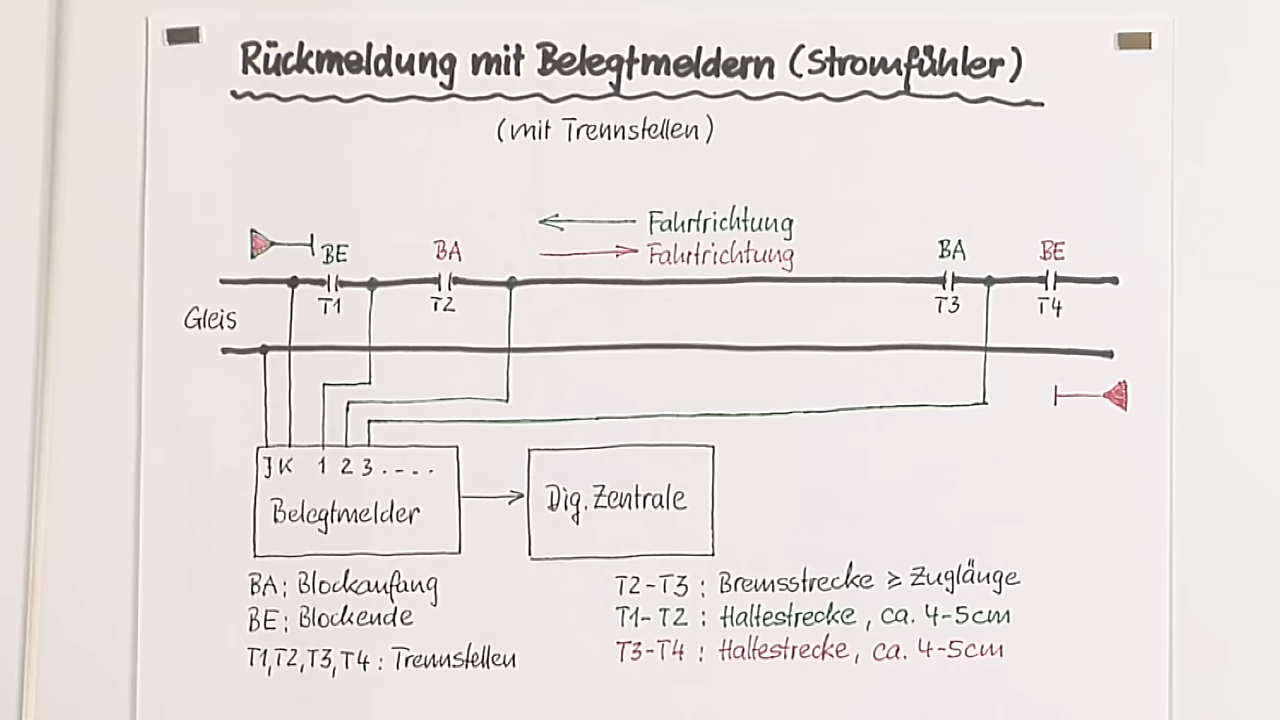 Rückmeldung mit Belegtmeldern (Stromfühler)
(mit Trennstellen)
Fahrtrichtung
Fahrtrichtung
BE BA BA BE
T1 T2 T3 T4
Gleis
J K 1 2 3 . - - .
Belegtmelder
Dig. Zentrale
BA: Blockanfang
BE: Blockende
T1, T2, T3, T4 : Trennstellen
T2-T3 : Bremsstrecke ≥ Zuglänge
T1-T2 : Haltestrecke, ca. 4-5cm
T3-T4 : Haltestrecke, ca. 4-5cm